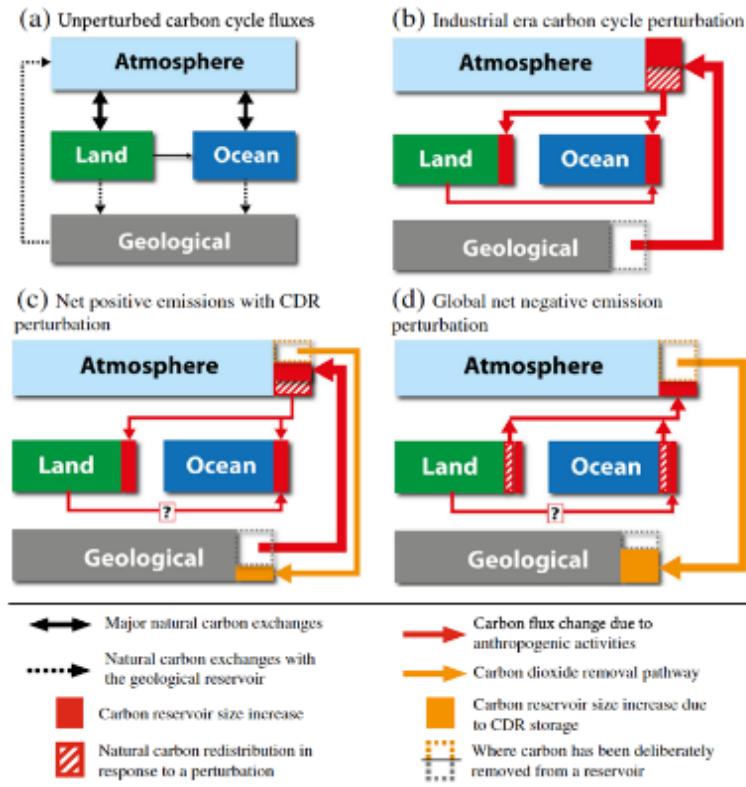 (a) Unperturbed carbon cycle fluxes
Atmosphere
Land
Ocean
Geological
(b) Industrial era carbon cycle perturbation
Atmosphere
Land
Ocean
Geological
(c) Net positive emissions with CDR
perturbation
Atmosphere
Land
Ocean
?
Geological
(d) Global net negative emission
perturbation
Atmosphere
Land
Ocean
?
Geological
Major natural carbon exchanges
Natural carbon exchanges with
the geological reservoir
Carbon reservoir size increase
Natural carbon redistribution in
response to a perturbation
Carbon flux change due to
anthropogenic activities
Carbon dioxide removal pathway
Carbon reservoir size increase due
to CDR storage
Where carbon has been deliberately
removed from a reservoir